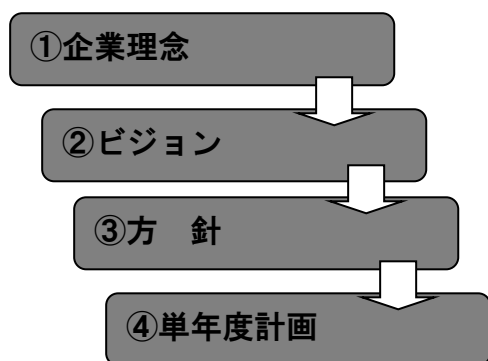 ①企業理念
②ビジョン
③方　針
④単年度計画